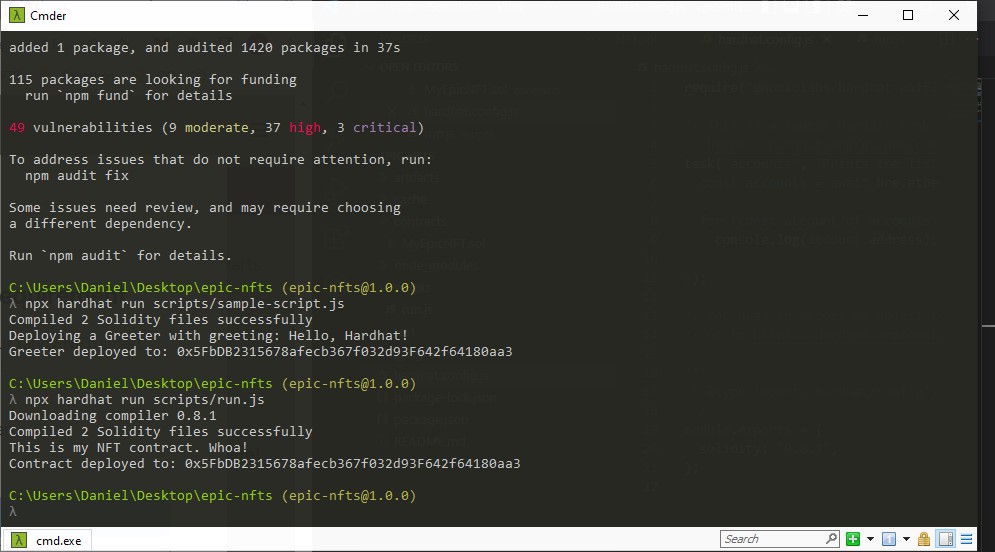 Cmder
added 1 package, and audited 1420 packages in 37s
115 packages are looking for funding
run `npm fund` for details
49 vulnerabilities (9 moderate, 37 high, 3 critical)
To address issues that do not require attention, run:
npm audit fix
Some issues need review, and may require choosing
a different dependency.
Run `npm audit` for details.
C:\Users\Daniel\Desktop\epic-nfts (epic-nfts@1.0.0)
λ npx hardhat run scripts/sample-script.js
Compiled 2 Solidity files successfully
Deploying a Greeter with greeting: Hello, Hardhat!
Greeter deployed to: 0x5FbDB2315678afecb367f032d93F642f64180aa3
C:\Users\Daniel\Desktop\epic-nfts (epic-nfts@1.0.0)
λ npx hardhat run scripts/run.js
Downloading compiler 0.8.1
Compiled 2 Solidity files successfully
This is my NFT contract. Whoa!
Contract deployed to: 0x5FbDB2315678afecb367f032d93F642f64180aa3
C:\Users\Daniel\Desktop\epic-nfts (epic-nfts@1.0.0)
λ
cmd.exe
Search